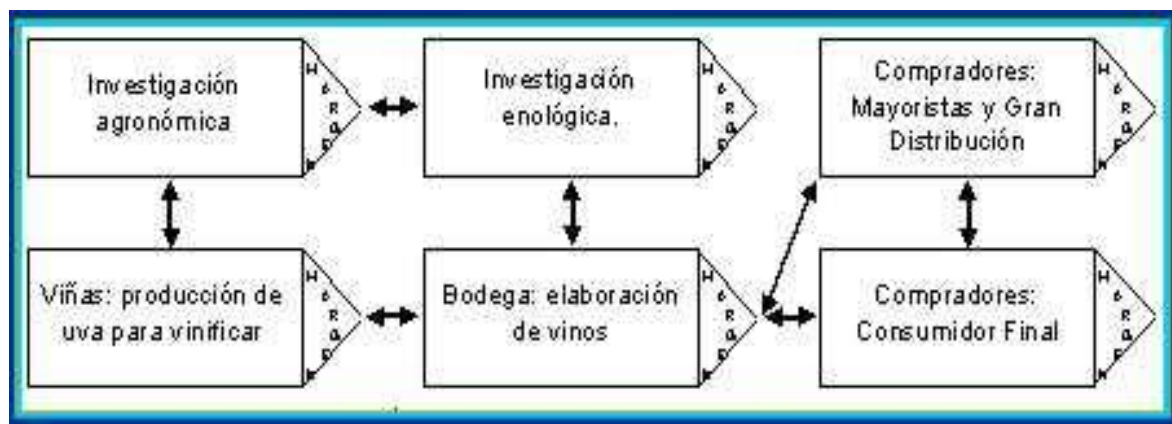 Investigación
agronómica
Investigación
enológica.
Compradores:
Mayoristas y Gran
Distribución
Viñas: producción de
uva para vinificar
Bodega: elaboración
de vinos
Compradores:
Consumidor Final